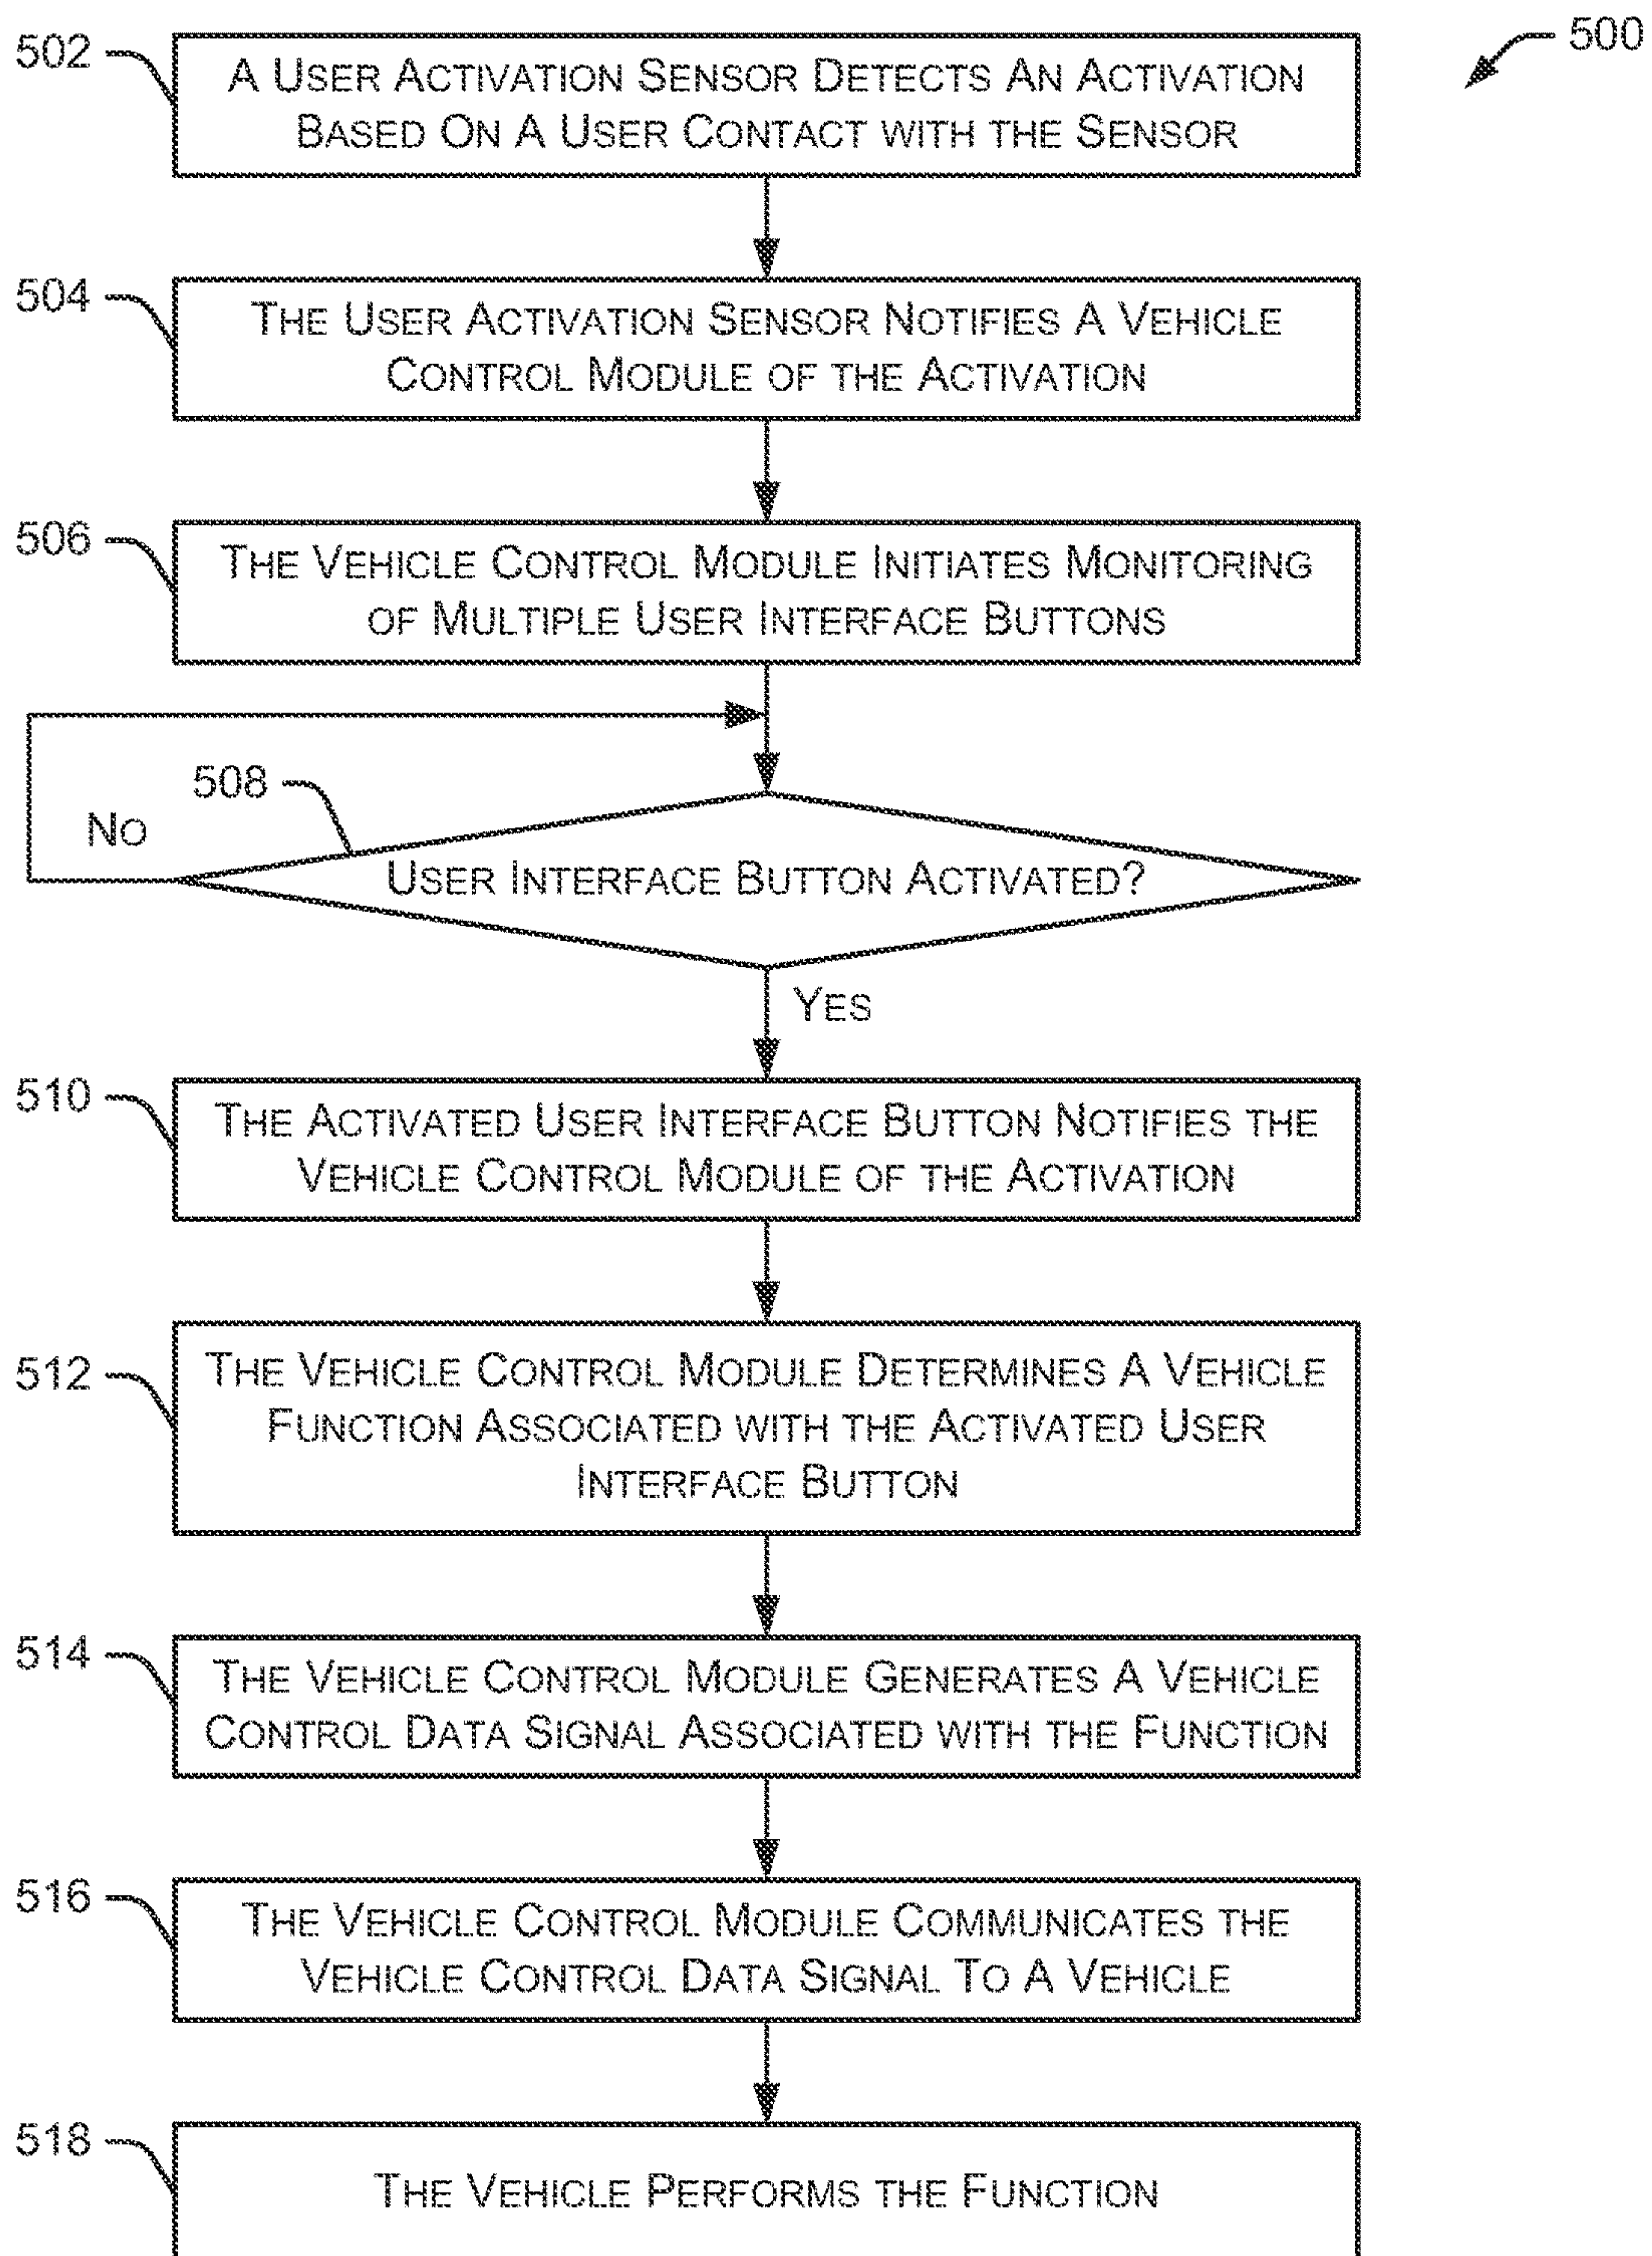 500
502
A USER ACTIVATION SENSOR DETECTS AN ACTIVATION
BASED ON A USER CONTACT WITH THE SENSOR
504
THE USER ACTIVATION SENSOR NOTIFIES A VEHICLE
CONTROL MODULE OF THE ACTIVATION
506
THE VEHICLE CONTROL MODULE INITIATES MONITORING
OF MULTIPLE USER INTERFACE BUTTONS
508
NO
USER INTERFACE BUTTON ACTIVATED?
YES
510
THE ACTIVATED USER INTERFACE BUTTON NOTIFIES THE
VEHICLE CONTROL MODULE OF THE ACTIVATION
512
THE VEHICLE CONTROL MODULE DETERMINES A VEHICLE
FUNCTION ASSOCIATED WITH THE ACTIVATED USER
INTERFACE BUTTON
514
THE VEHICLE CONTROL MODULE GENERATES A VEHICLE
CONTROL DATA SIGNAL ASSOCIATED WITH THE FUNCTION
516
THE VEHICLE CONTROL MODULE COMMUNICATES THE
VEHICLE CONTROL DATA SIGNAL TO A VEHICLE
518
THE VEHICLE PERFORMS THE FUNCTION